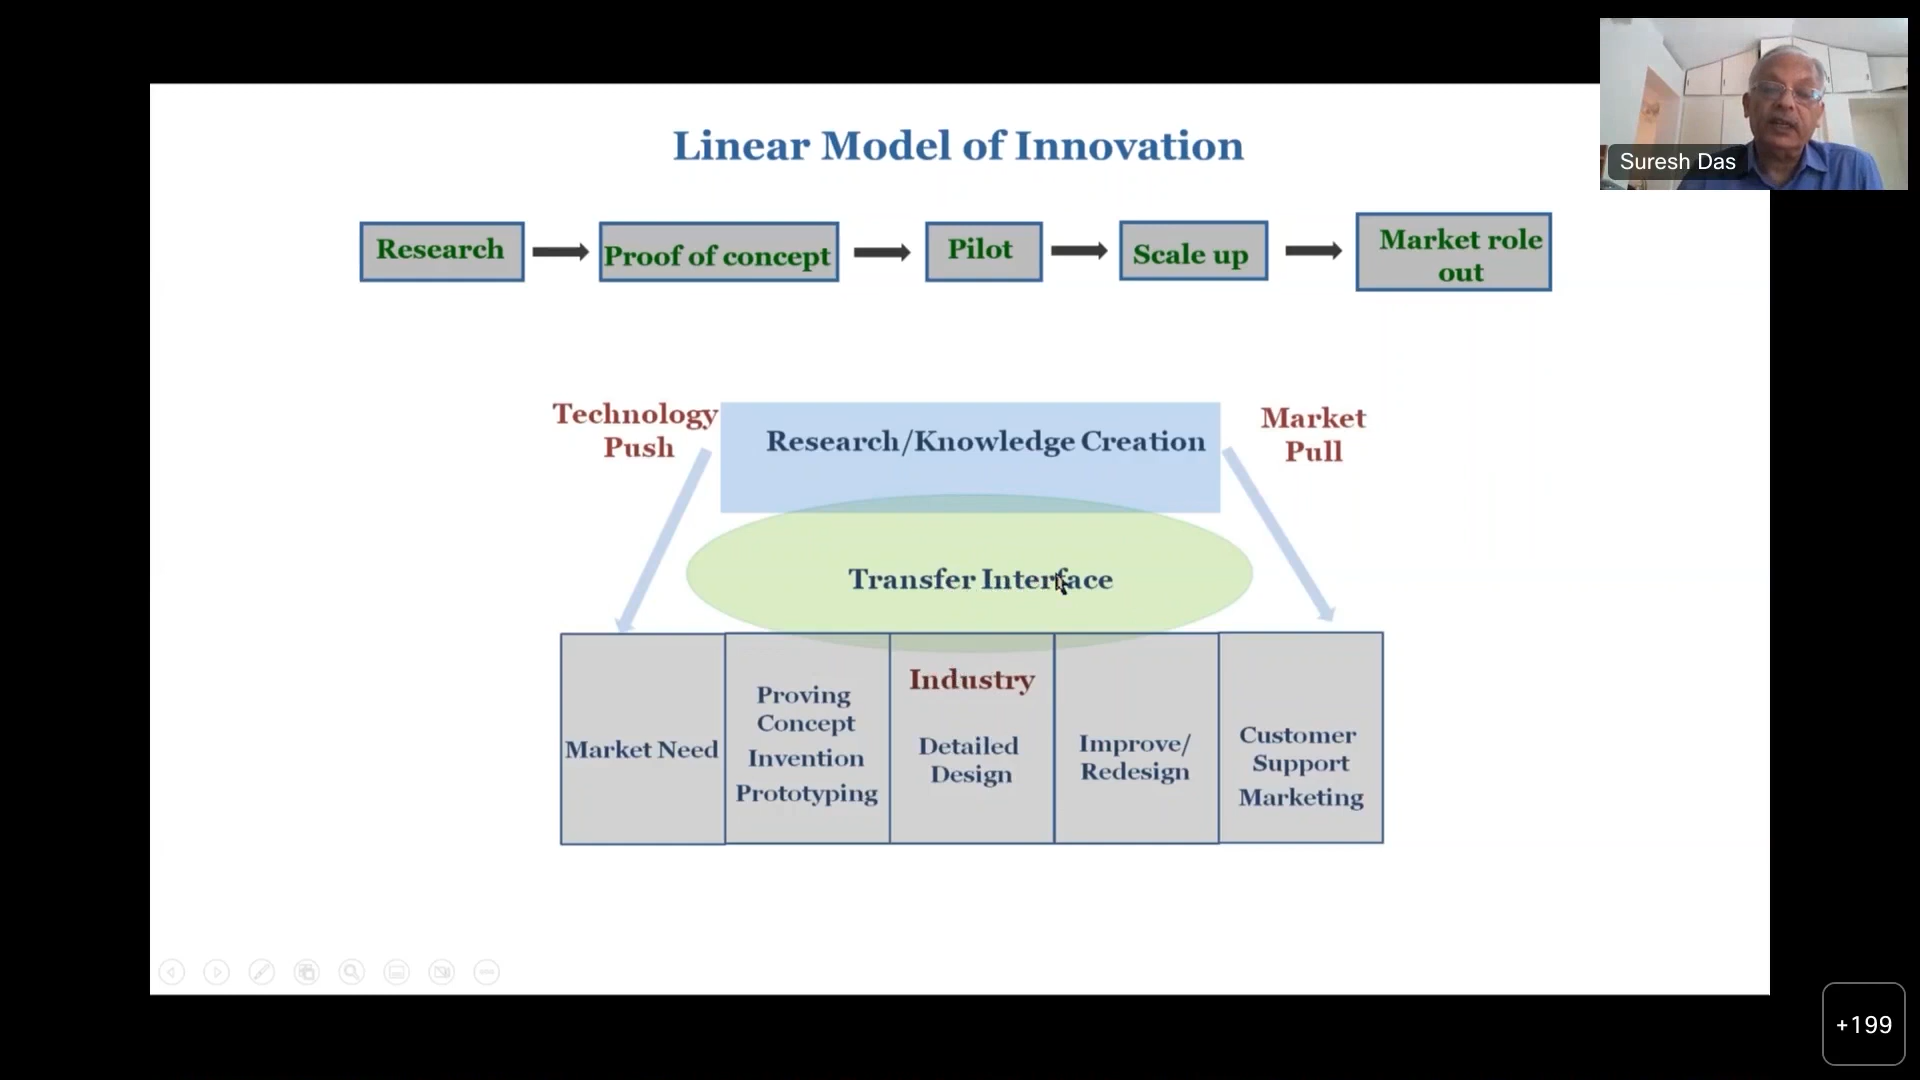 Suresh Das
Linear Model of Innovation
Research
Proof of concept
Pilot
Scale up
Market role
out
Technology
Push
Research/Knowledge Creation
Market
Pull
Transfer Interface
Market Need
Proving
Concept
Invention
Prototyping
Industry
Detailed
Design
Improve/
Redesign
Customer
Support
Marketing
+199